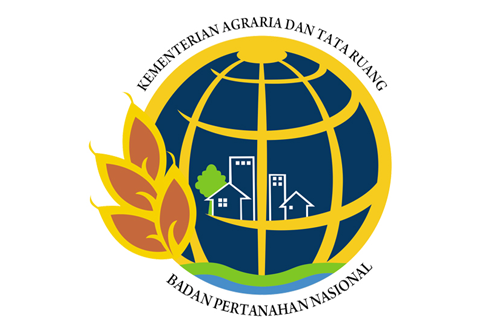 KEMENTERIAN AGRARIA DAN TATA RUANG
BADAN PERTANAHAN NASIONAL